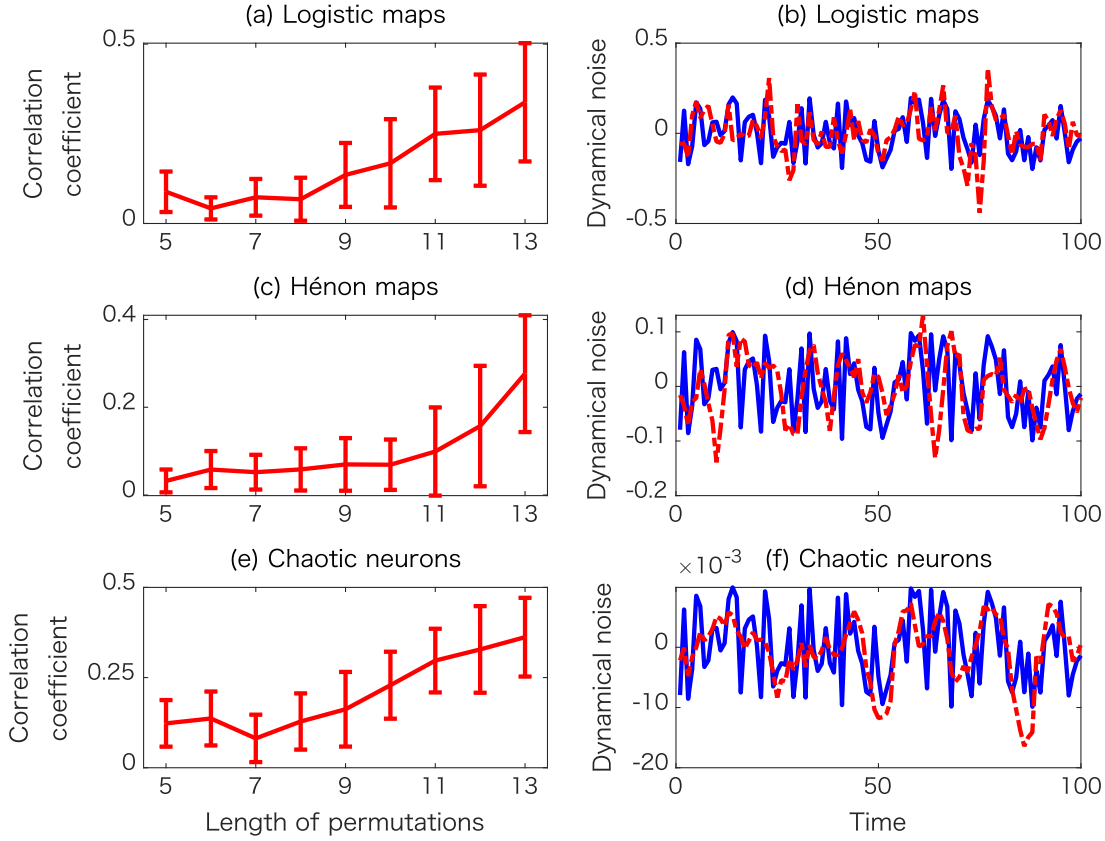 (a) Logistic maps
Correlation
coefficient
0.5
0
5 7 9 11 13
(b) Logistic maps
Dynamical noise
0.5
0
-0.5
0 50 100
(c) Hénon maps
Correlation
coefficient
0.4
0.2
0
5 7 9 11 13
(d) Hénon maps
Dynamical noise
0.1
0
-0.1
-0.2
0 50 100
(e) Chaotic neurons
Correlation
coefficient
0.5
0.25
0
5 7 9 11 13
Length of permutations
×10⁻³ (f) Chaotic neurons
Dynamical noise
0
-10
-20
0 50 100
Time